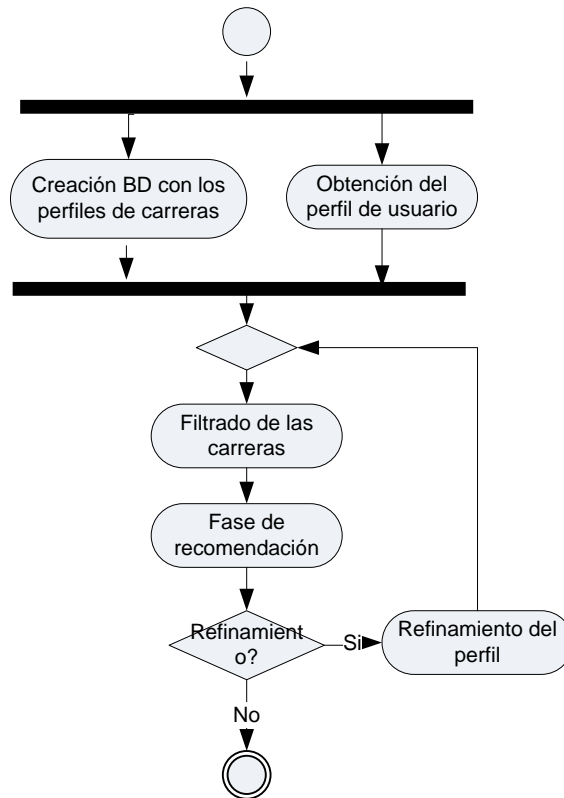 Creación BD con los
perfiles de carreras
Obtención del
perfil de usuario
Filtrado de las
carreras
Fase de
recomendación
Refinamient
o?
Si
Refinamiento del
perfil
No